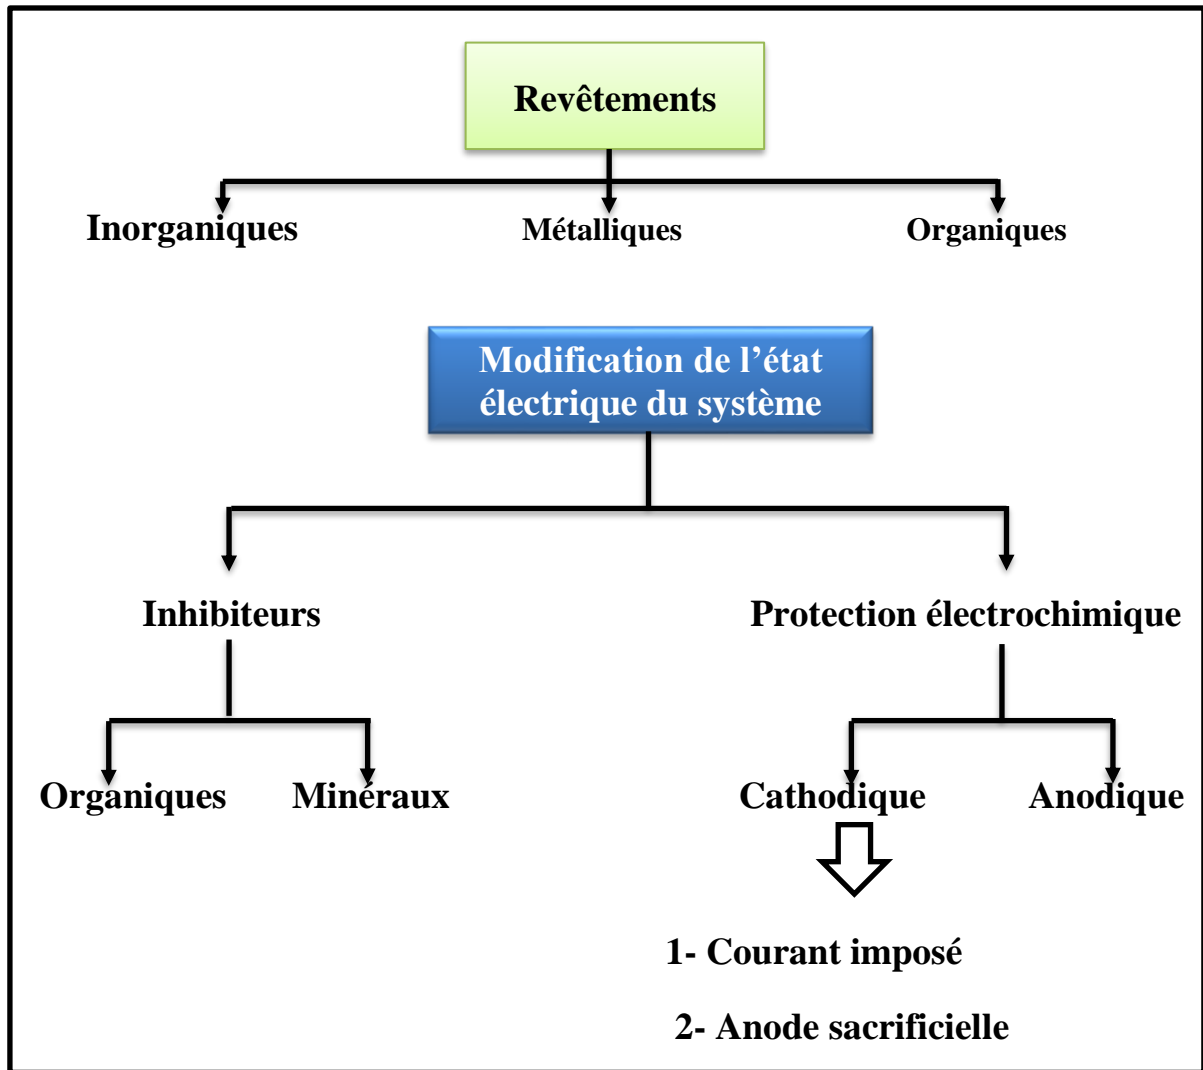 Revêtements
Inorganiques
Métalliques
Organiques
Modification de l’état
électrique du système
Inhibiteurs
Protection électrochimique
Organiques
Minéraux
Cathodique
Anodique
1- Courant imposé
2- Anode sacrificielle